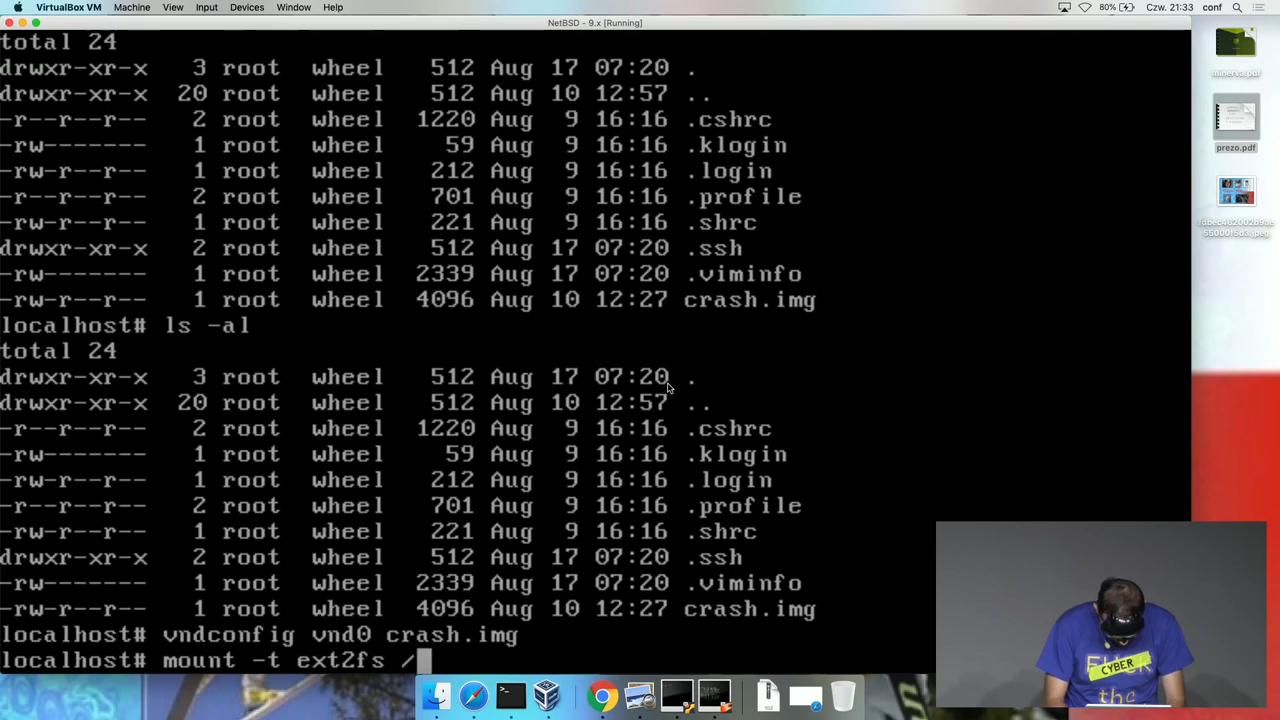 VirtualBox VM Machine View Input Devices Window Help 80% Czw. 21:33 conf
NetBSD - 9.x [Running]
total 24
drwxr-xr-x 3 root wheel 512 Aug 17 07:20 .
drwxr-xr-x 20 root wheel 512 Aug 10 12:57 ..
-r--r--r-- 2 root wheel 1220 Aug 9 16:16 .cshrc
-rw------- 1 root wheel 59 Aug 9 16:16 .klogin
-rw-r--r-- 1 root wheel 212 Aug 9 16:16 .login
-r--r--r-- 2 root wheel 701 Aug 9 16:16 .profile
-rw-r--r-- 1 root wheel 221 Aug 9 16:16 .shrc
drwxr-xr-x 2 root wheel 512 Aug 17 07:20 .ssh
-rw------- 1 root wheel 2339 Aug 17 07:20 .viminfo
-rw-r--r-- 1 root wheel 4096 Aug 10 12:27 crash.img
localhost# ls -al
total 24
drwxr-xr-x 3 root wheel 512 Aug 17 07:20 .
drwxr-xr-x 20 root wheel 512 Aug 10 12:57 ..
-r--r--r-- 2 root wheel 1220 Aug 9 16:16 .cshrc
-rw------- 1 root wheel 59 Aug 9 16:16 .klogin
-rw-r--r-- 1 root wheel 212 Aug 9 16:16 .login
-r--r--r-- 2 root wheel 701 Aug 9 16:16 .profile
-rw-r--r-- 1 root wheel 221 Aug 9 16:16 .shrc
drwxr-xr-x 2 root wheel 512 Aug 17 07:20 .ssh
-rw------- 1 root wheel 2339 Aug 17 07:20 .viminfo
-rw-r--r-- 1 root wheel 4096 Aug 10 12:27 crash.img
localhost# vndconfig vnd0 crash.img
localhost# mount -t ext2fs /
minerva.pdf
prezo.pdf
CYBER
the